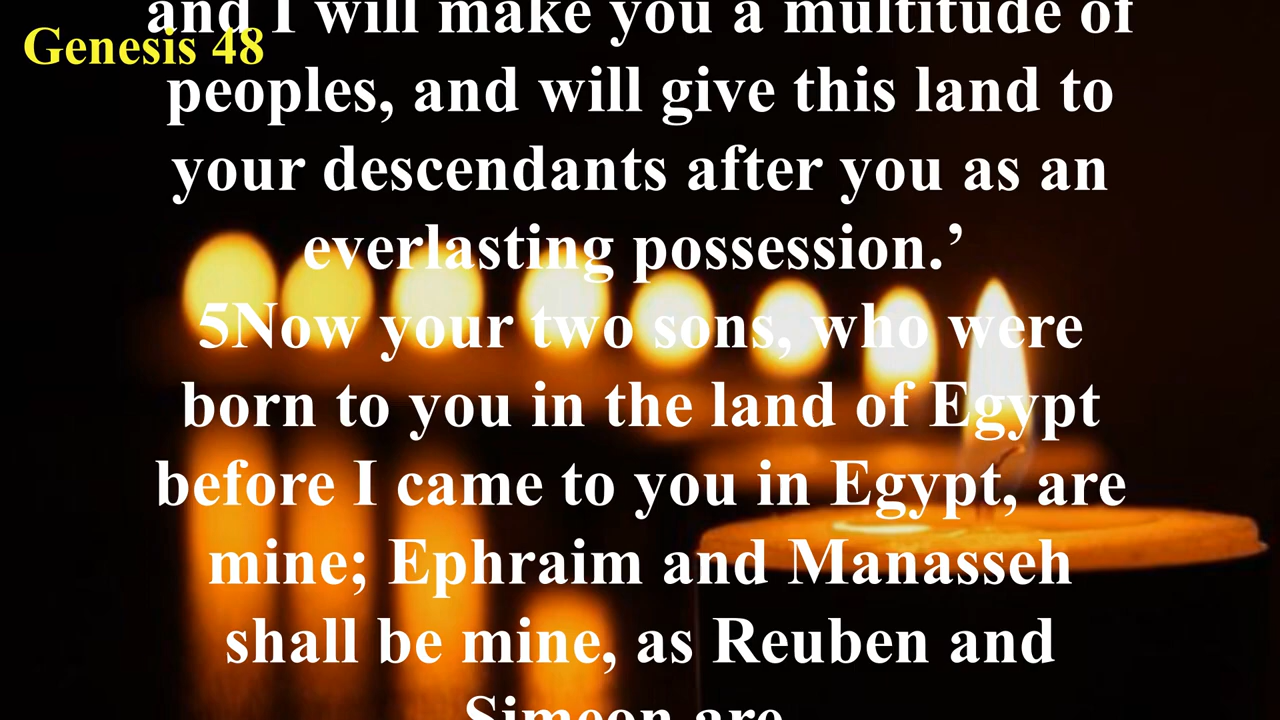 and I will make you a multitude of
Genesis 48
peoples, and will give this land to
your descendants after you as an
everlasting possession.’
5Now your two sons, who were
born to you in the land of Egypt
before I came to you in Egypt, are
mine; Ephraim and Manasseh
shall be mine, as Reuben and
Simeon are